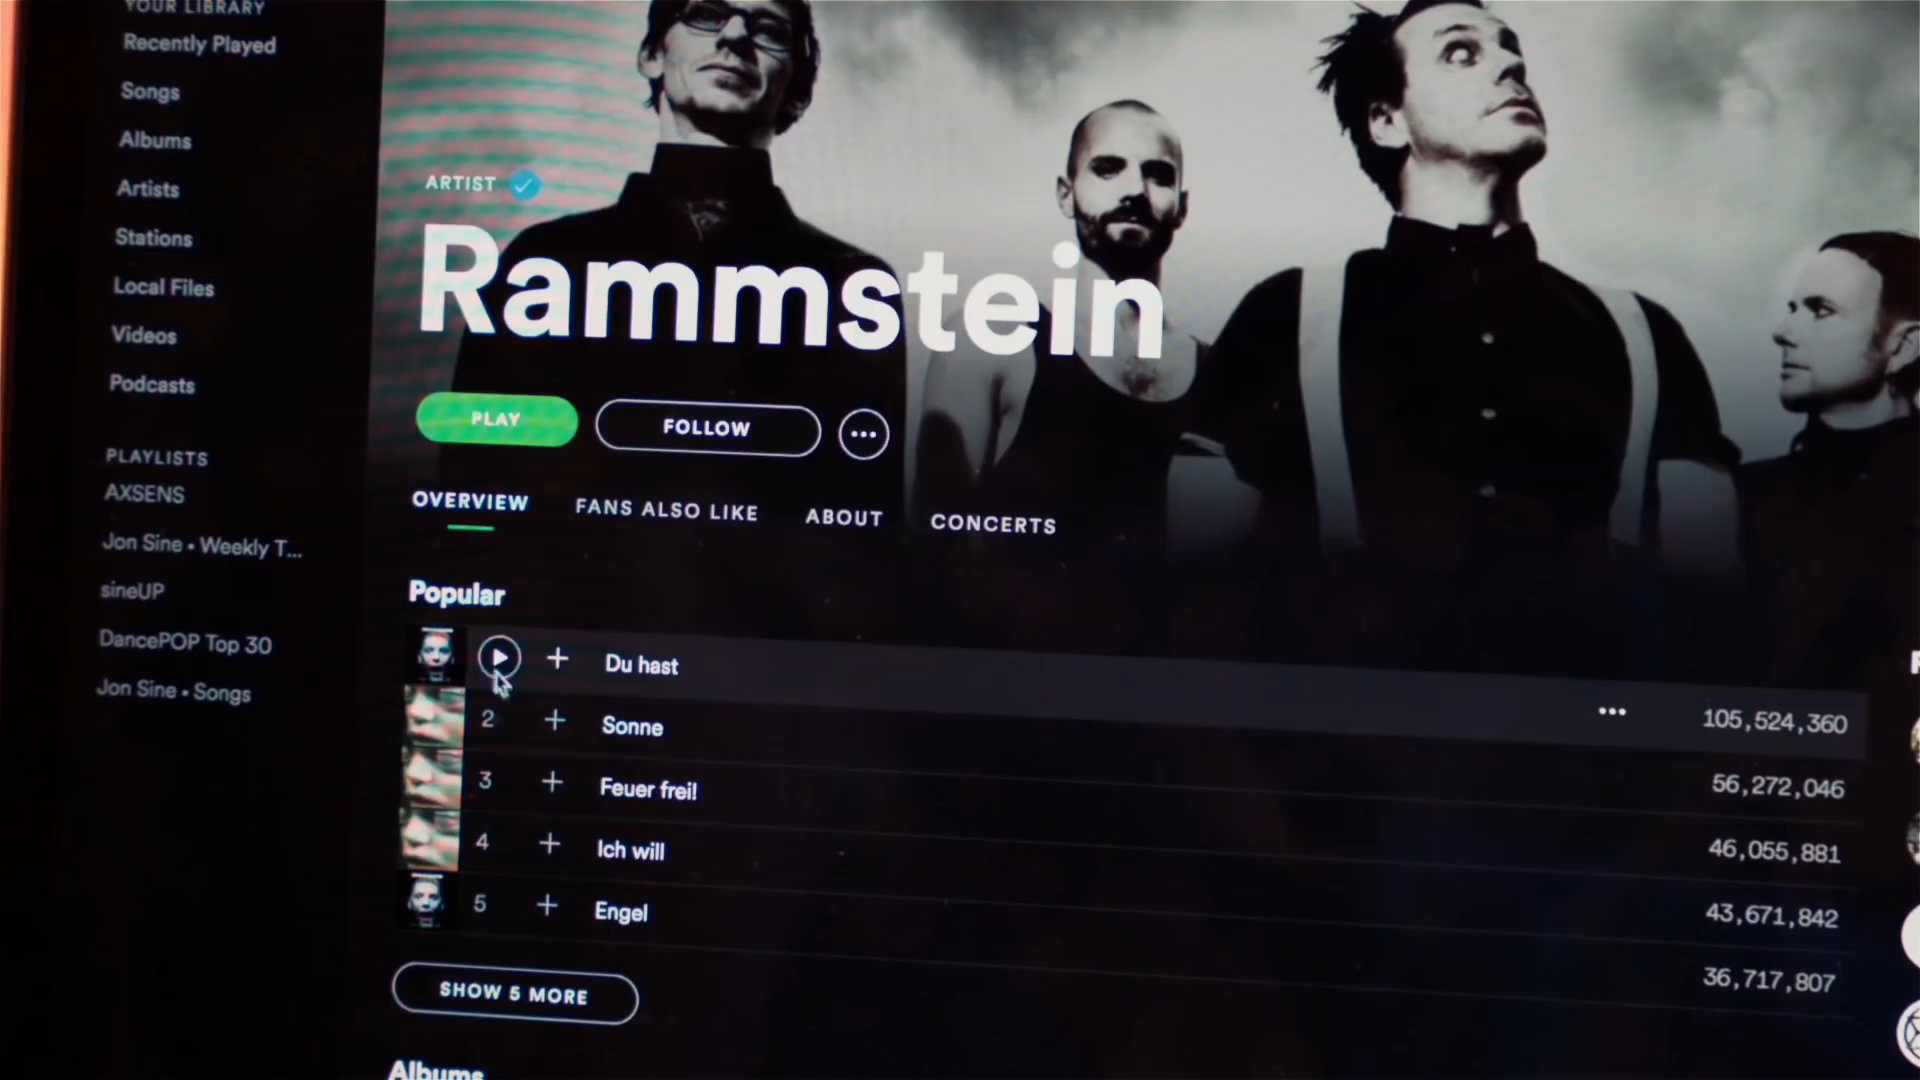 YOUR LIBRARY
Recently Played
Songs
Albums
Artists
Stations
Local Files
Videos
Podcasts
PLAYLISTS
AXSENS
Jon Sine • Weekly T...
sineUP
DancePOP Top 30
Jon Sine • Songs
ARTIST
Rammstein
PLAY
FOLLOW
OVERVIEW
FANS ALSO LIKE
ABOUT
CONCERTS
Popular
Du hast 105,524,360
2 Sonne 56,272,046
3 Feuer frei! 46,055,881
4 Ich will 43,671,842
5 Engel 36,717,807
SHOW 5 MORE
Albums